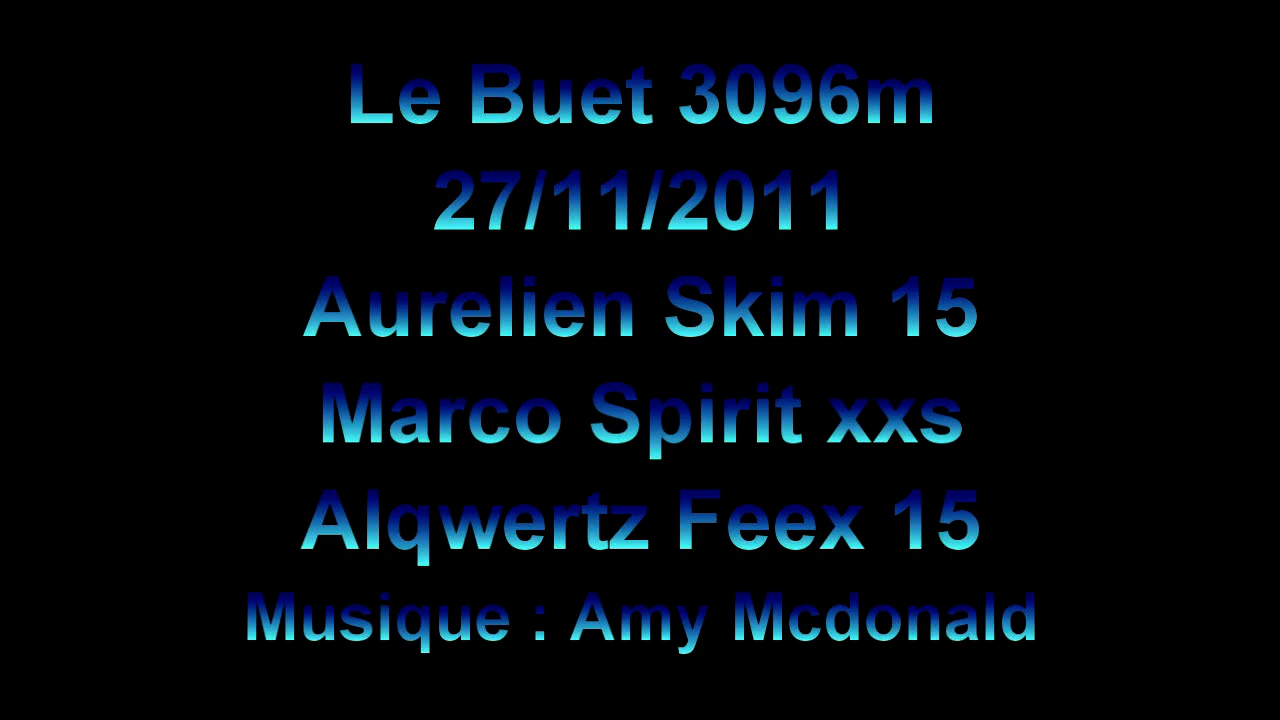 Le Buet 3096m
27/11/2011
Aurelien Skim 15
Marco Spirit xxs
Alqwertz Feex 15
Musique : Amy Mcdonald